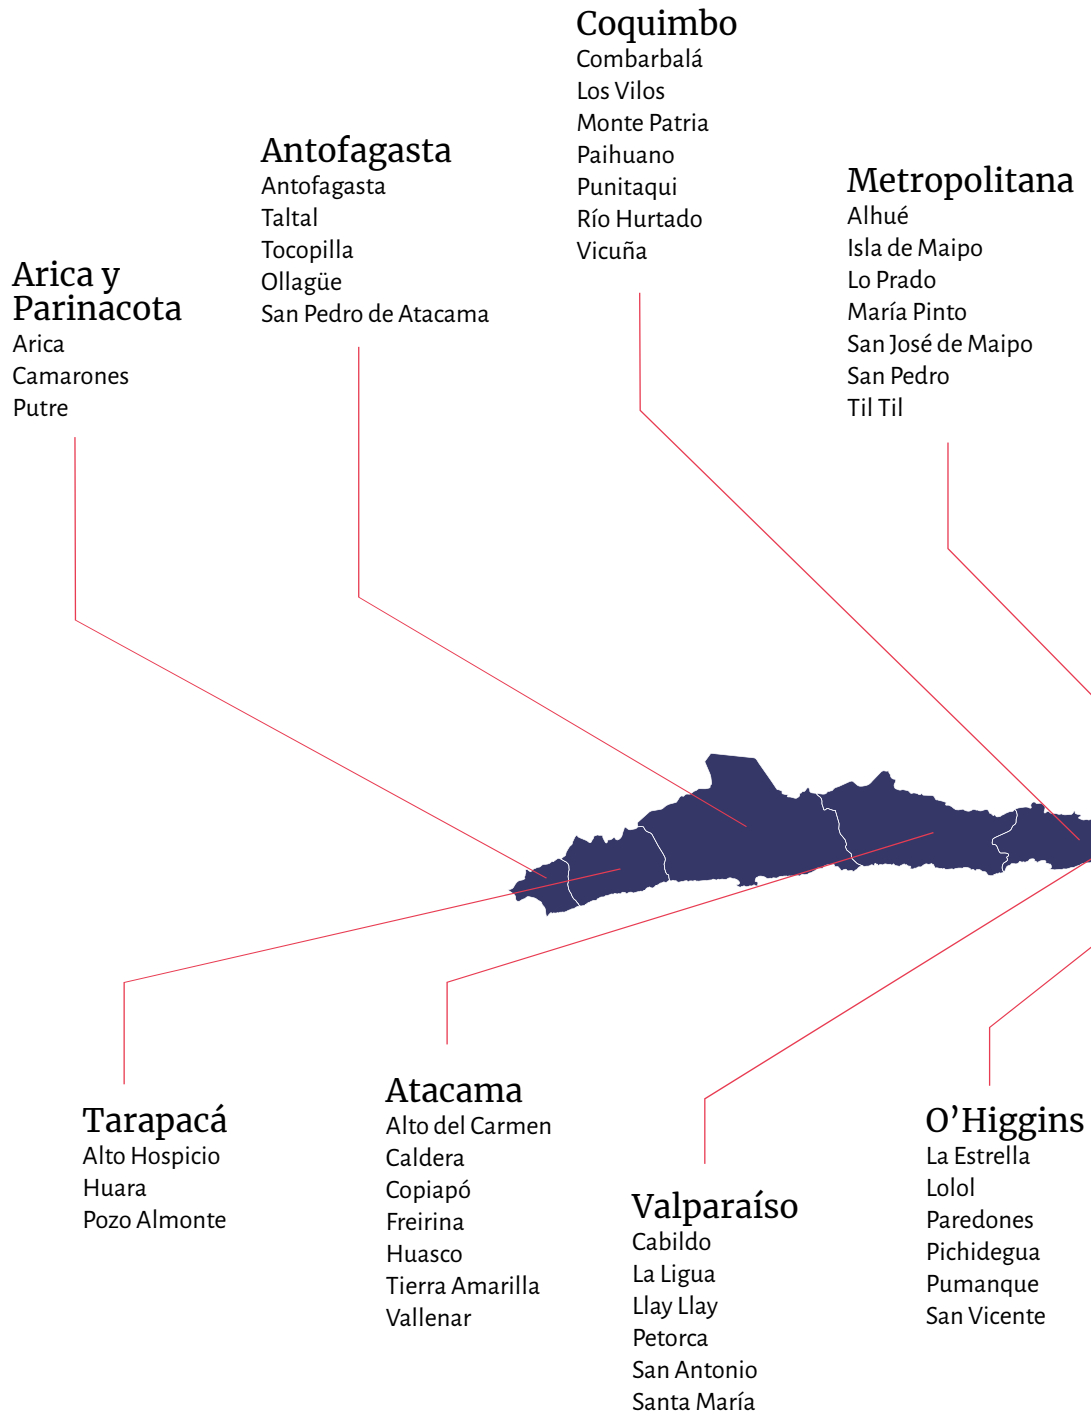 Arica y
Parinacota
Arica
Camarones
Putre
Antofagasta
Antofagasta
Taltal
Tocopilla
Ollagüe
San Pedro de Atacama
Coquimbo
Combarbalá
Los Vilos
Monte Patria
Paihuano
Punitaqui
Río Hurtado
Vicuña
Metropolitana
Alhué
Isla de Maipo
Lo Prado
María Pinto
San José de Maipo
San Pedro
Til Til
Tarapacá
Alto Hospicio
Huara
Pozo Almonte
Atacama
Alto del Carmen
Caldera
Copiapó
Freirina
Huasco
Tierra Amarilla
Vallenar
Valparaíso
Cabildo
La Ligua
Llay Llay
Petorca
San Antonio
Santa María
O’Higgins
La Estrella
Lolol
Paredones
Pichidegua
Pumanque
San Vicente